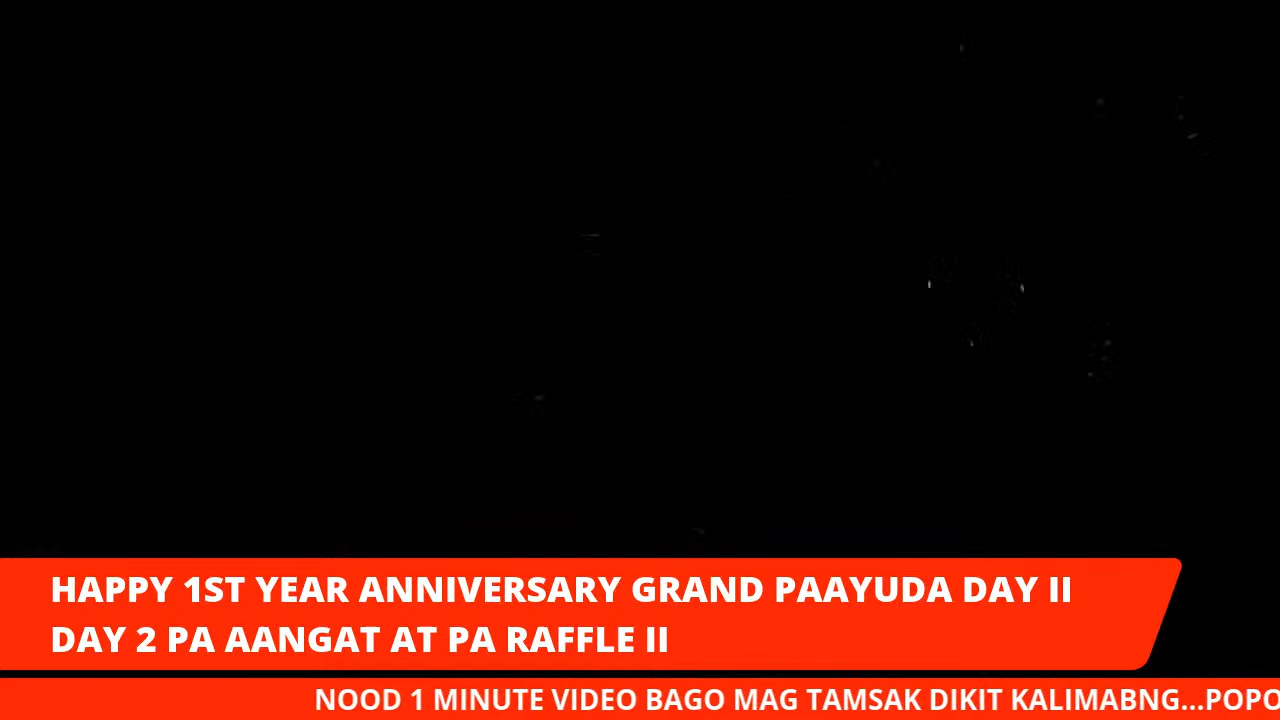 HAPPY 1ST YEAR ANNIVERSARY GRAND PAAYUDA DAY II
DAY 2 PA AANGAT AT PA RAFFLE II
NOOD 1 MINUTE VIDEO BAGO MAG TAMSAK DIKIT KALIMABNG...POPO